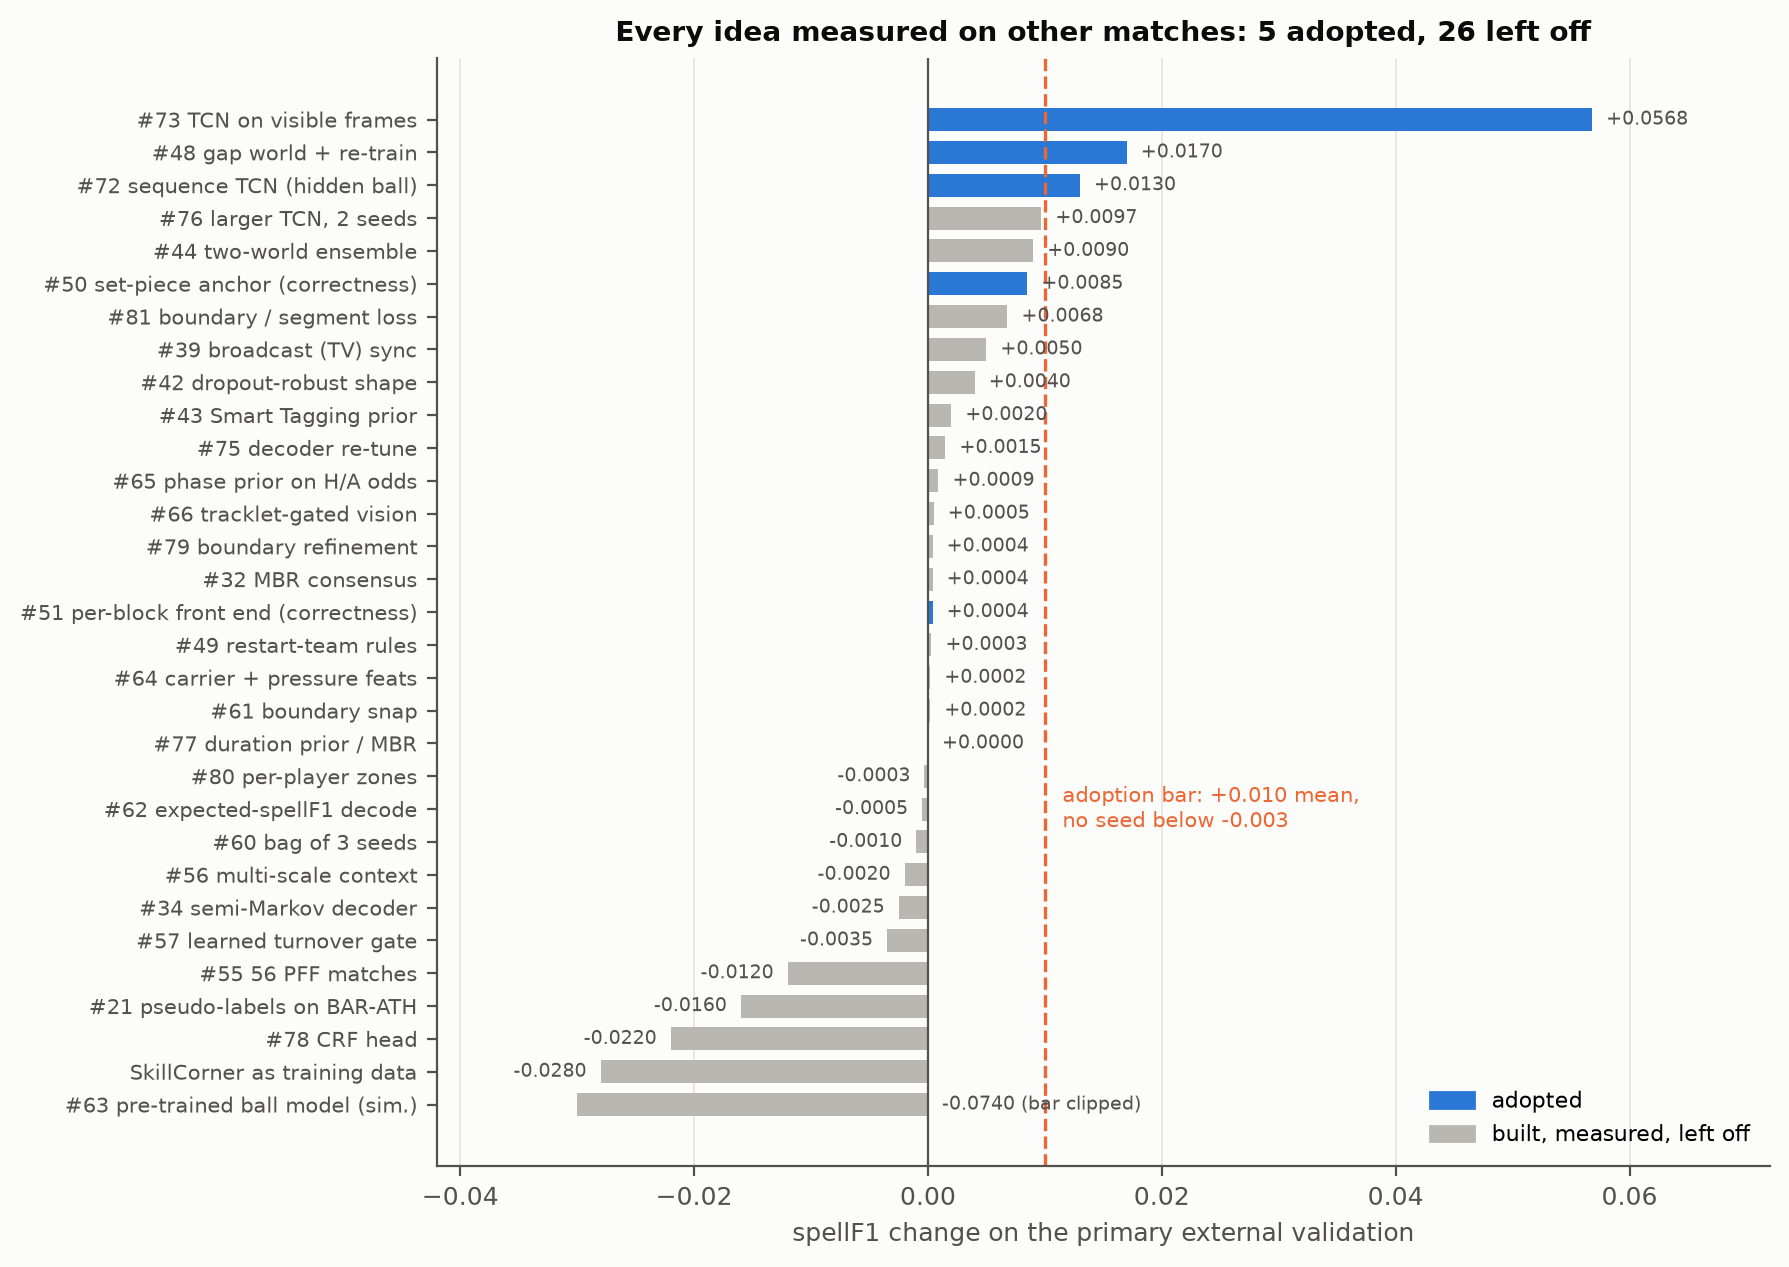 Every idea measured on other matches: 5 adopted, 26 left off
#73 TCN on visible frames +0.0568
#48 gap world + re-train +0.0170
#72 sequence TCN (hidden ball) +0.0130
#76 larger TCN, 2 seeds +0.0097
#44 two-world ensemble +0.0090
#50 set-piece anchor (correctness) +0.0085
#81 boundary / segment loss +0.0068
#39 broadcast (TV) sync +0.0050
#42 dropout-robust shape +0.0040
#43 Smart Tagging prior +0.0020
#75 decoder re-tune +0.0015
#65 phase prior on H/A odds +0.0009
#66 tracklet-gated vision +0.0005
#79 boundary refinement +0.0004
#32 MBR consensus +0.0004
#51 per-block front end (correctness) +0.0004
#49 restart-team rules +0.0003
#64 carrier + pressure feats +0.0002
#61 boundary snap +0.0002
#77 duration prior / MBR +0.0000
#80 per-player zones -0.0003
adoption bar: +0.010 mean,
no seed below -0.003
#62 expected-spellF1 decode -0.0005
#60 bag of 3 seeds -0.0010
#56 multi-scale context -0.0020
#34 semi-Markov decoder -0.0025
#57 learned turnover gate -0.0035
#55 56 PFF matches -0.0120
#21 pseudo-labels on BAR-ATH -0.0160
#78 CRF head -0.0220
SkillCorner as training data -0.0280
#63 pre-trained ball model (sim.) -0.0740 (bar clipped)
adopted
built, measured, left off
−0.04 −0.02 0.00 0.02 0.04 0.06
spellF1 change on the primary external validation